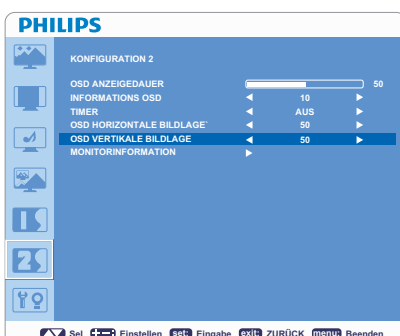 PHILIPS
KONFIGURATION 2
OSD ANZEIGEDAUER 50
INFORMATIONS OSD 10
TIMER AUS
OSD HORIZONTALE BILDLAGE` 50
OSD VERTIKALE BILDLAGE 50
MONITORINFORMATION
Sel. Einstellen set: Eingabe exit: ZURÜCK menu: Beenden